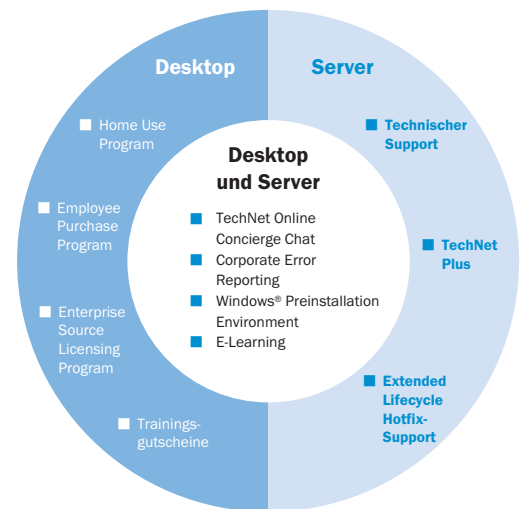 Desktop
Home Use
Program
Employee
Purchase
Program
Enterprise
Source
Licensing
Program
Trainings-
gutscheine
Desktop
und Server
TechNet Online
Concierge Chat
Corporate Error
Reporting
Windows® Preinstallation
Environment
E-Learning
Server
Technischer
Support
TechNet
Plus
Extended
Lifecycle
Hotfix-
Support